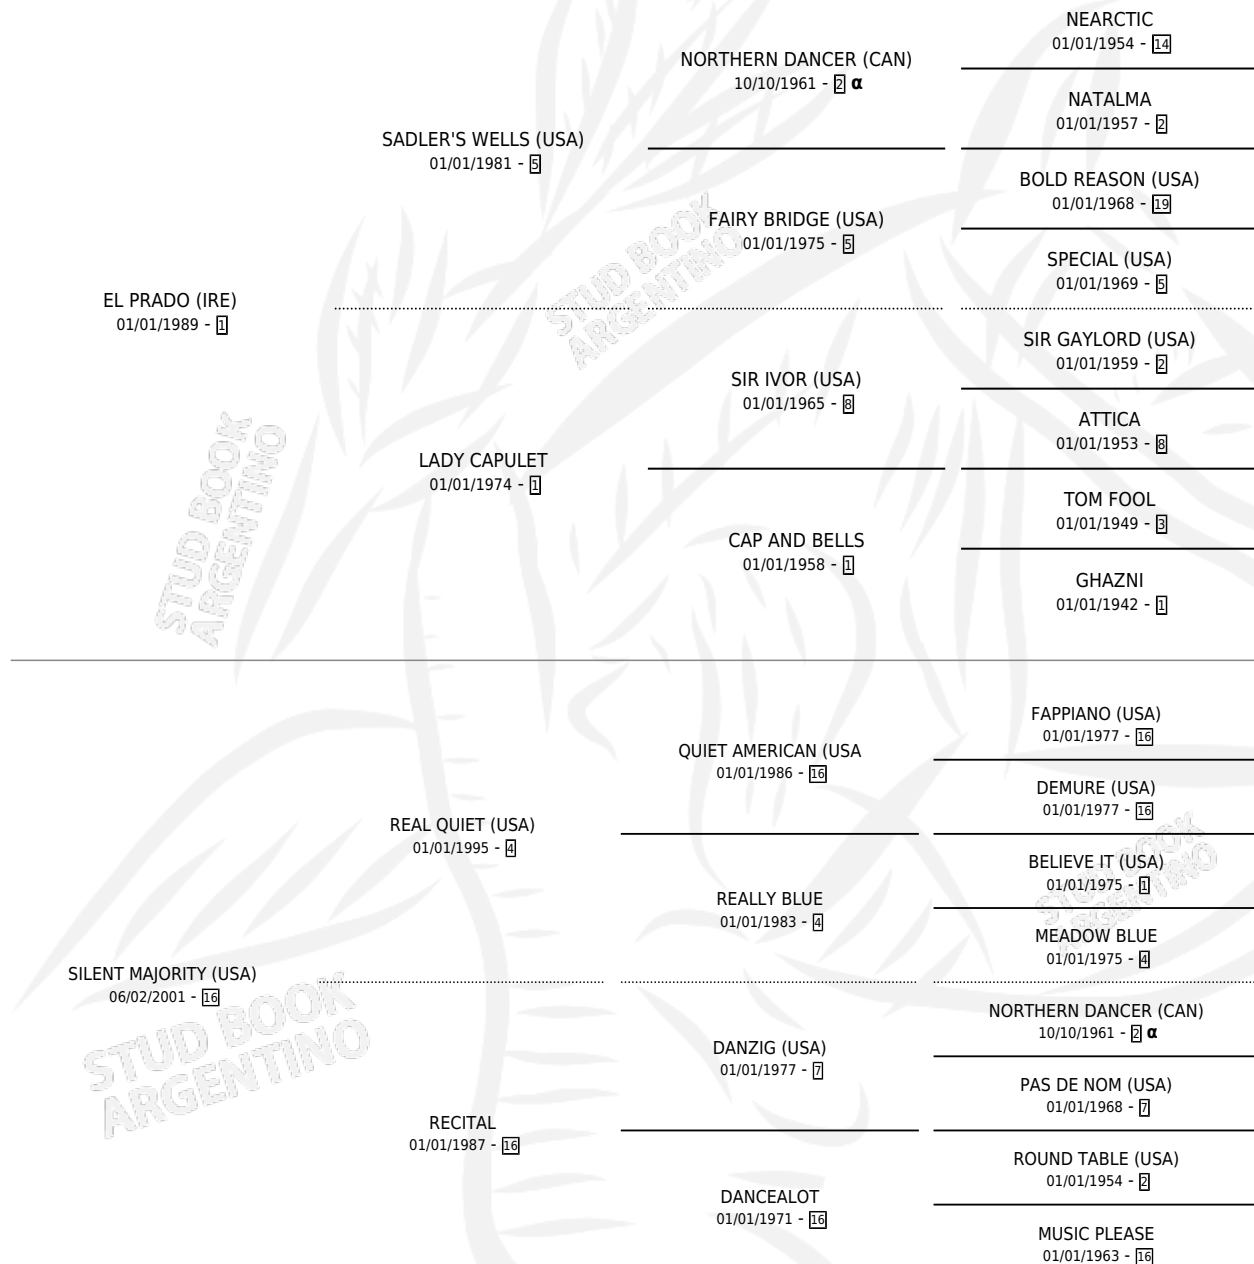 NEARCTIC
01/01/1954 - 14
NORTHERN DANCER (CAN)
10/10/1961 - 2 α
NATALMA
01/01/1957 - 2
SADLER'S WELLS (USA)
01/01/1981 - 5
BOLD REASON (USA)
01/01/1968 - 19
FAIRY BRIDGE (USA)
01/01/1975 - 5
SPECIAL (USA)
01/01/1969 - 5
EL PRADO (IRE)
01/01/1989 - 1
SIR GAYLORD (USA)
01/01/1959 - 2
SIR IVOR (USA)
01/01/1965 - 8
ATTICA
01/01/1953 - 8
LADY CAPULET
01/01/1974 - 1
TOM FOOL
01/01/1949 - 3
CAP AND BELLS
01/01/1958 - 1
GHAZNI
01/01/1942 - 1
FAPPIANO (USA)
01/01/1977 - 16
QUIET AMERICAN (USA
01/01/1986 - 16
DEMURE (USA)
01/01/1977 - 16
REAL QUIET (USA)
01/01/1995 - 4
BELIEVE IT (USA)
01/01/1975 - 1
REALLY BLUE
01/01/1983 - 4
MEADOW BLUE
01/01/1975 - 4
SILENT MAJORITY (USA)
06/02/2001 - 16
NORTHERN DANCER (CAN)
10/10/1961 - 2 α
DANZIG (USA)
01/01/1977 - 7
PAS DE NOM (USA)
01/01/1968 - 7
RECITAL
01/01/1987 - 16
ROUND TABLE (USA)
01/01/1954 - 2
DANCEALOT
01/01/1971 - 16
MUSIC PLEASE
01/01/1963 - 16
STUD BOOK
ARGENTINO
STUD BOOK
ARGENTINO
STUD BOOK
ARGENTINO
STUD BOOK
ARGENTINO